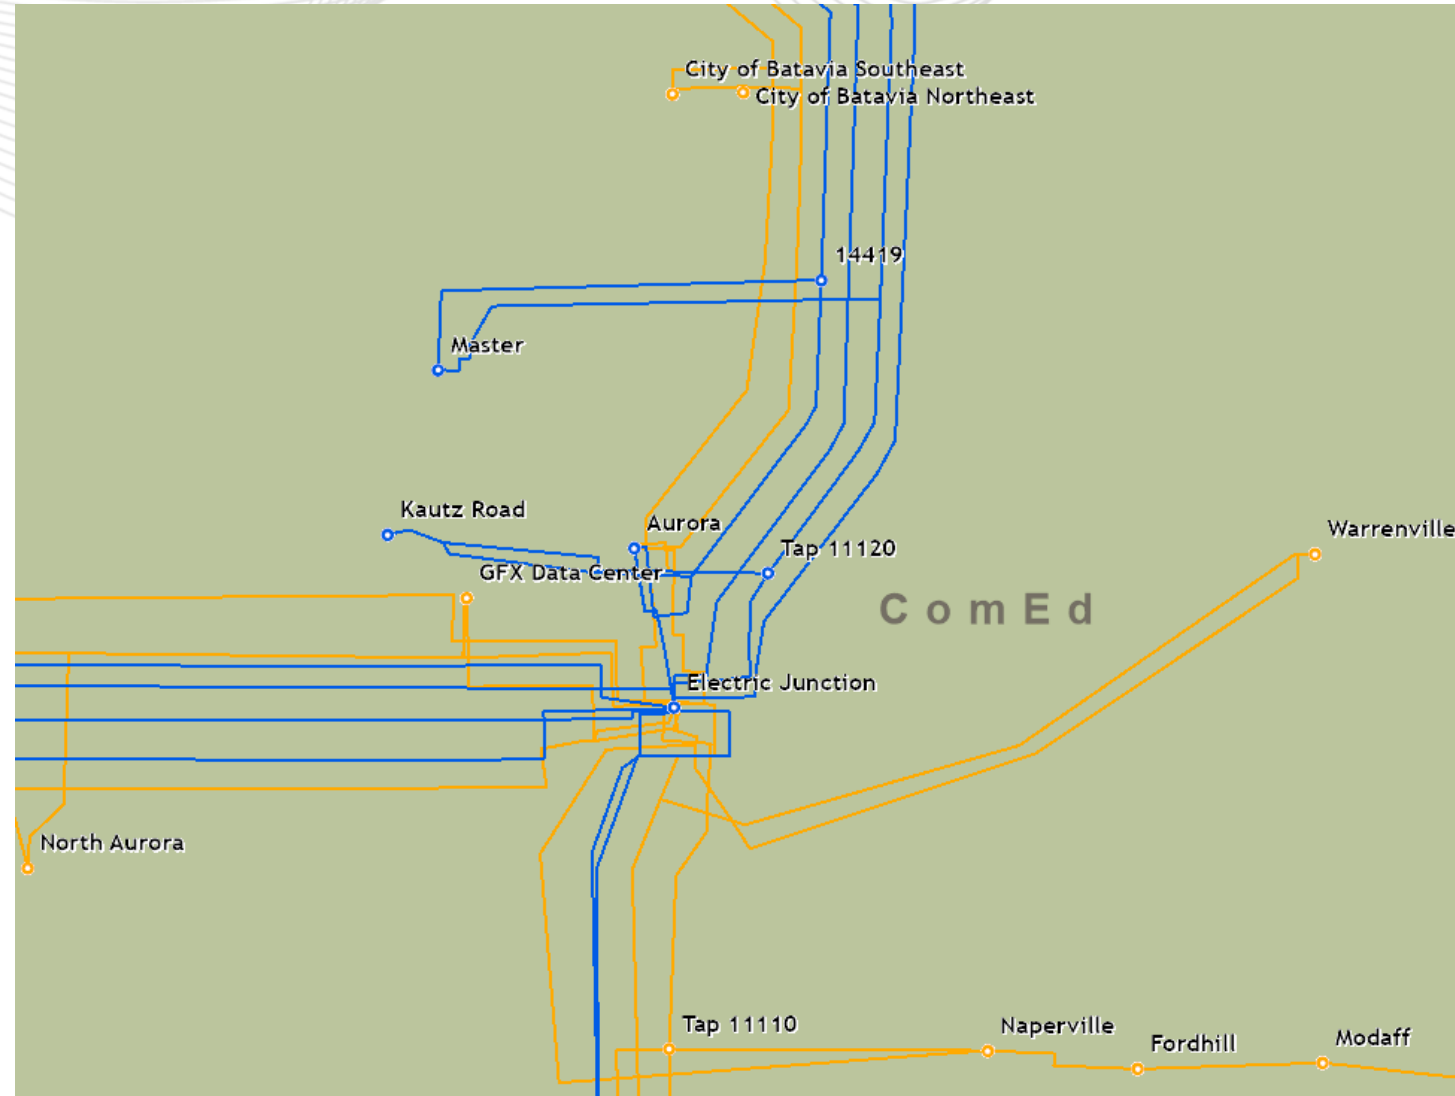 City of Batavia Southeast
City of Batavia Northeast
14419
Master
Kautz Road
Aurora
Tap 11120
Warrenville
GFX Data Center
ComEd
Electric Junction
North Aurora
Tap 11110
Naperville
Fordhill
Modaff